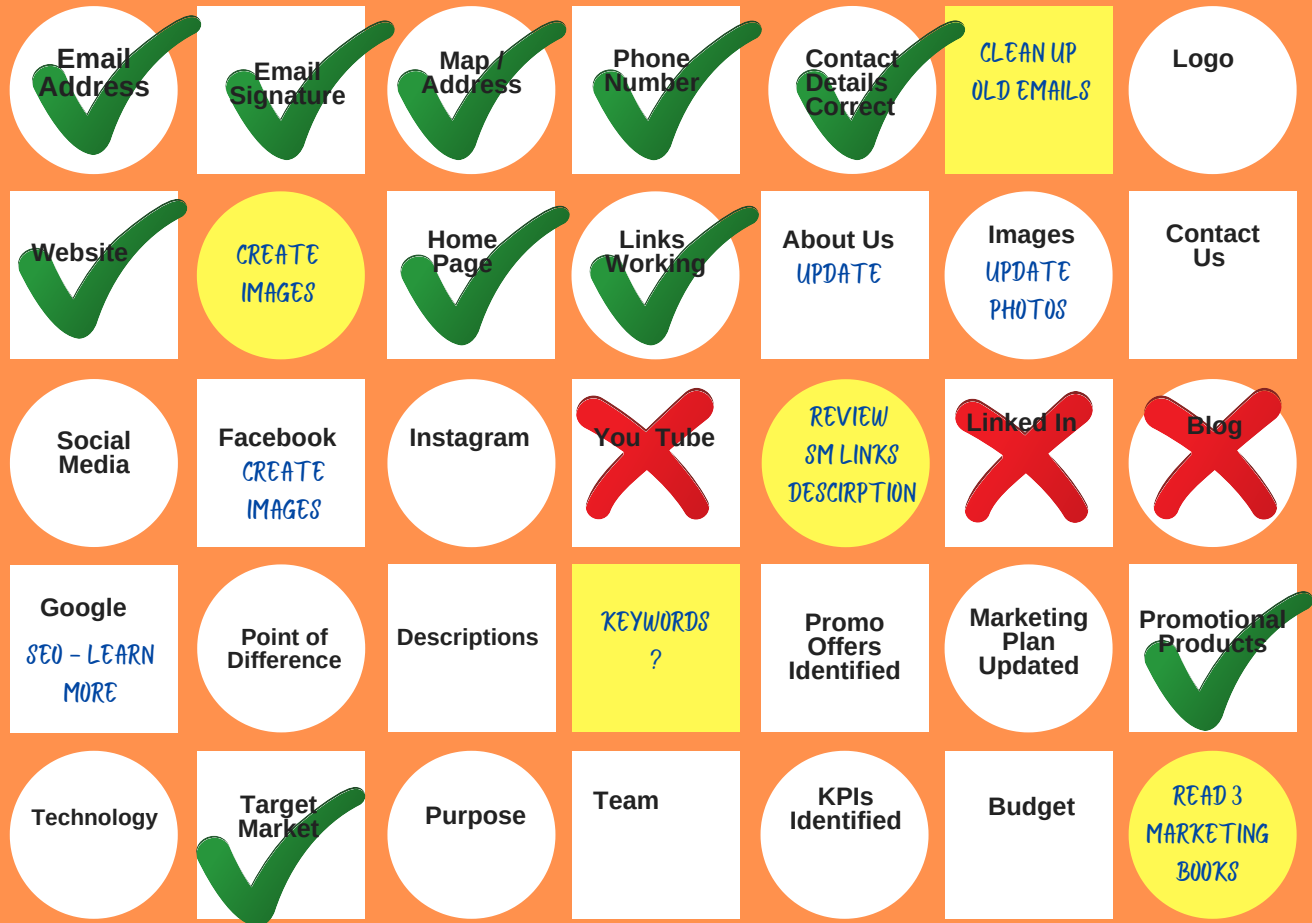 Email
Address
Email
Signature
Map /
Address
Phone
Number
Contact
Details
Correct
CLEAN UP
OLD EMAILS
Logo
Website
CREATE
IMAGES
Home
Page
Links
Working
About Us
UPDATE
Images
UPDATE
PHOTOS
Contact
Us
Social
Media
Facebook
CREATE
IMAGES
Instagram
You Tube
REVIEW
SM LINKS
DESCIRPTION
Linked In
Blog
Google
SEO – LEARN
MORE
Point of
Difference
Descriptions
KEYWORDS
?
Promo
Offers
Identified
Marketing
Plan
Updated
Promotional
Products
Technology
Target
Market
Purpose
Team
KPIs
Identified
Budget
READ 3
MARKETING
BOOKS